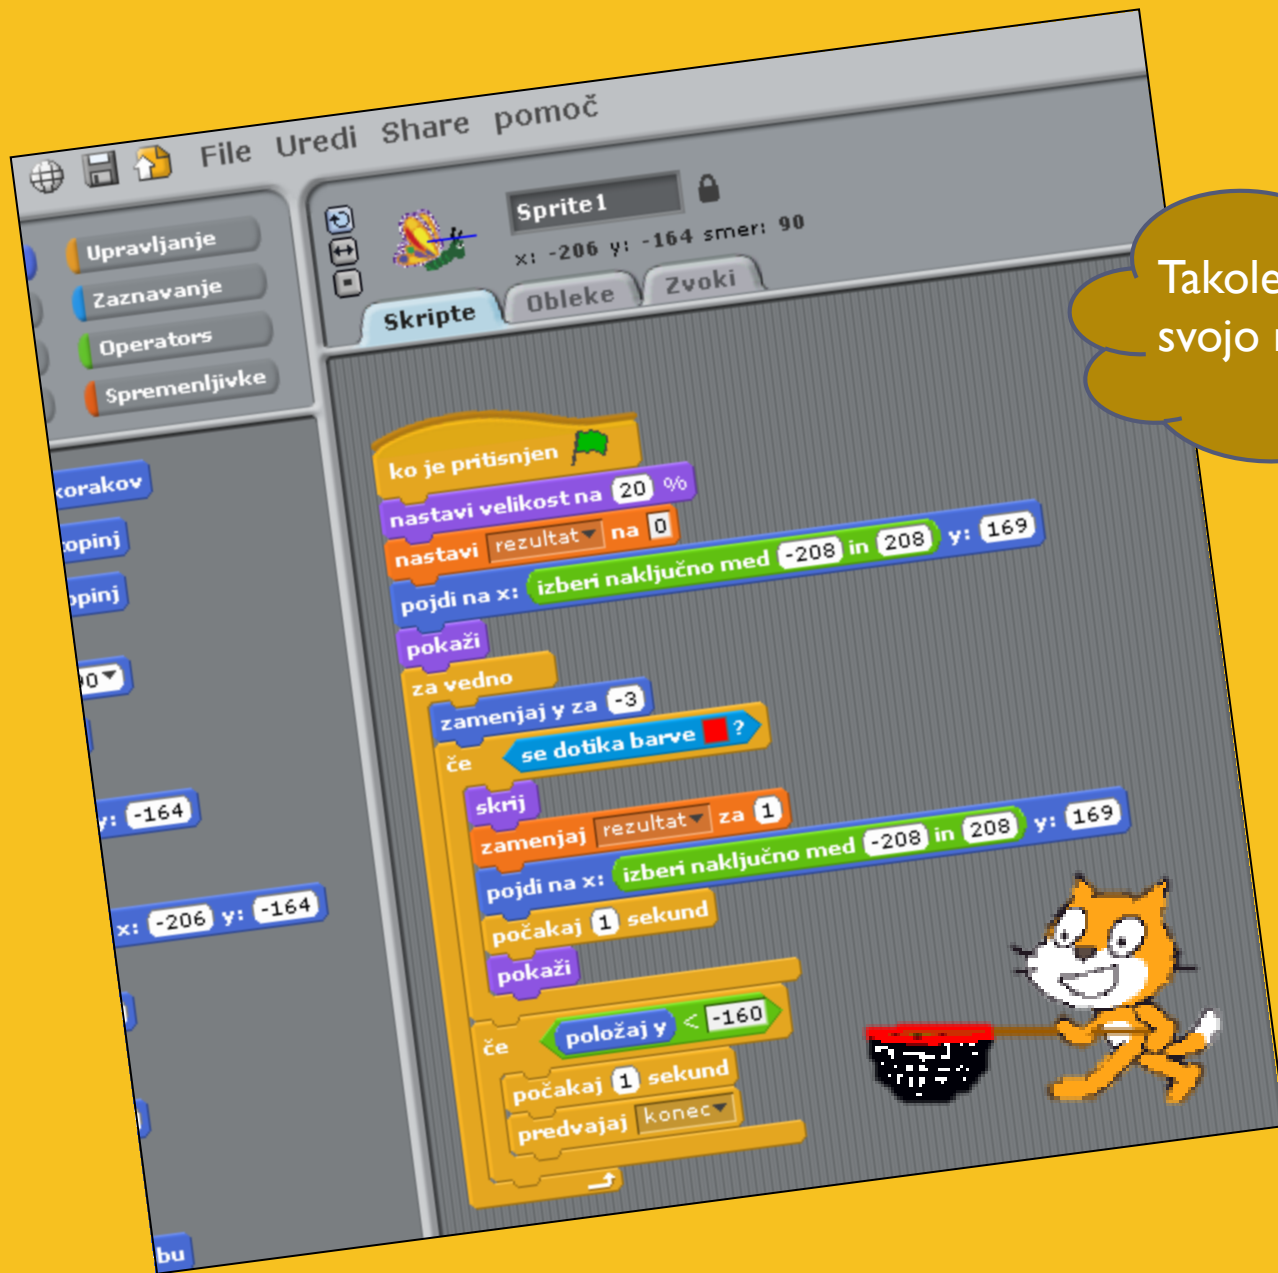 File Uredi Share pomoč
Upravljanje
Zaznavanje
Operators
Spremenljivke
Sprite1
x: -206 y: -164 smer: 90
Skripte Obleke Zvoki
Takole
svojo
korakov
-164
x: -206 y: -164
ko je pritisnjen
nastavi velikost na 20 %
nastavi rezultat na 0
pojdi na x: izberi naključno med -208 in 208 y: 169
pokaži
za vedno
zamenjaj y za -3
če se dotika barve ?
skrij
zamenjaj rezultat za 1
pojdi na x: izberi naključno med -208 in 208 y: 169
počakaj 1 sekund
pokaži
če položaj y < -160
počakaj 1 sekund
predvajaj konec